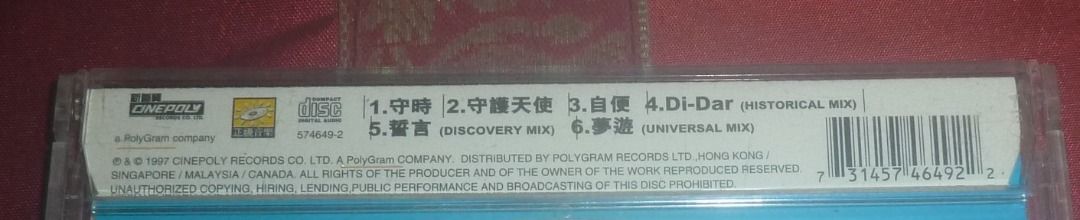 新藝寶
CINEPOLY
RECORDS CO. LTD.
a PolyGram company
正視音樂
COMPACT
disc
DIGITAL AUDIO
574649-2
1.守時 2.守護天使 3.自便 4.Di-Dar (HISTORICAL MIX)
5.誓言 (DISCOVERY MIX) 6.夢遊 (UNIVERSAL MIX)
℗ & © 1997 CINEPOLY RECORDS CO. LTD. A PolyGram COMPANY. DISTRIBUTED BY POLYGRAM RECORDS LTD.,HONG KONG /
SINGAPORE / MALAYSIA / CANADA. ALL RIGHTS OF THE PRODUCER AND OF THE OWNER OF THE WORK REPRODUCED RESERVED.
UNAUTHORIZED COPYING, HIRING, LENDING,PUBLIC PERFORMANCE AND BROADCASTING OF THIS DISC PROHIBITED.
7 31457 46492 2